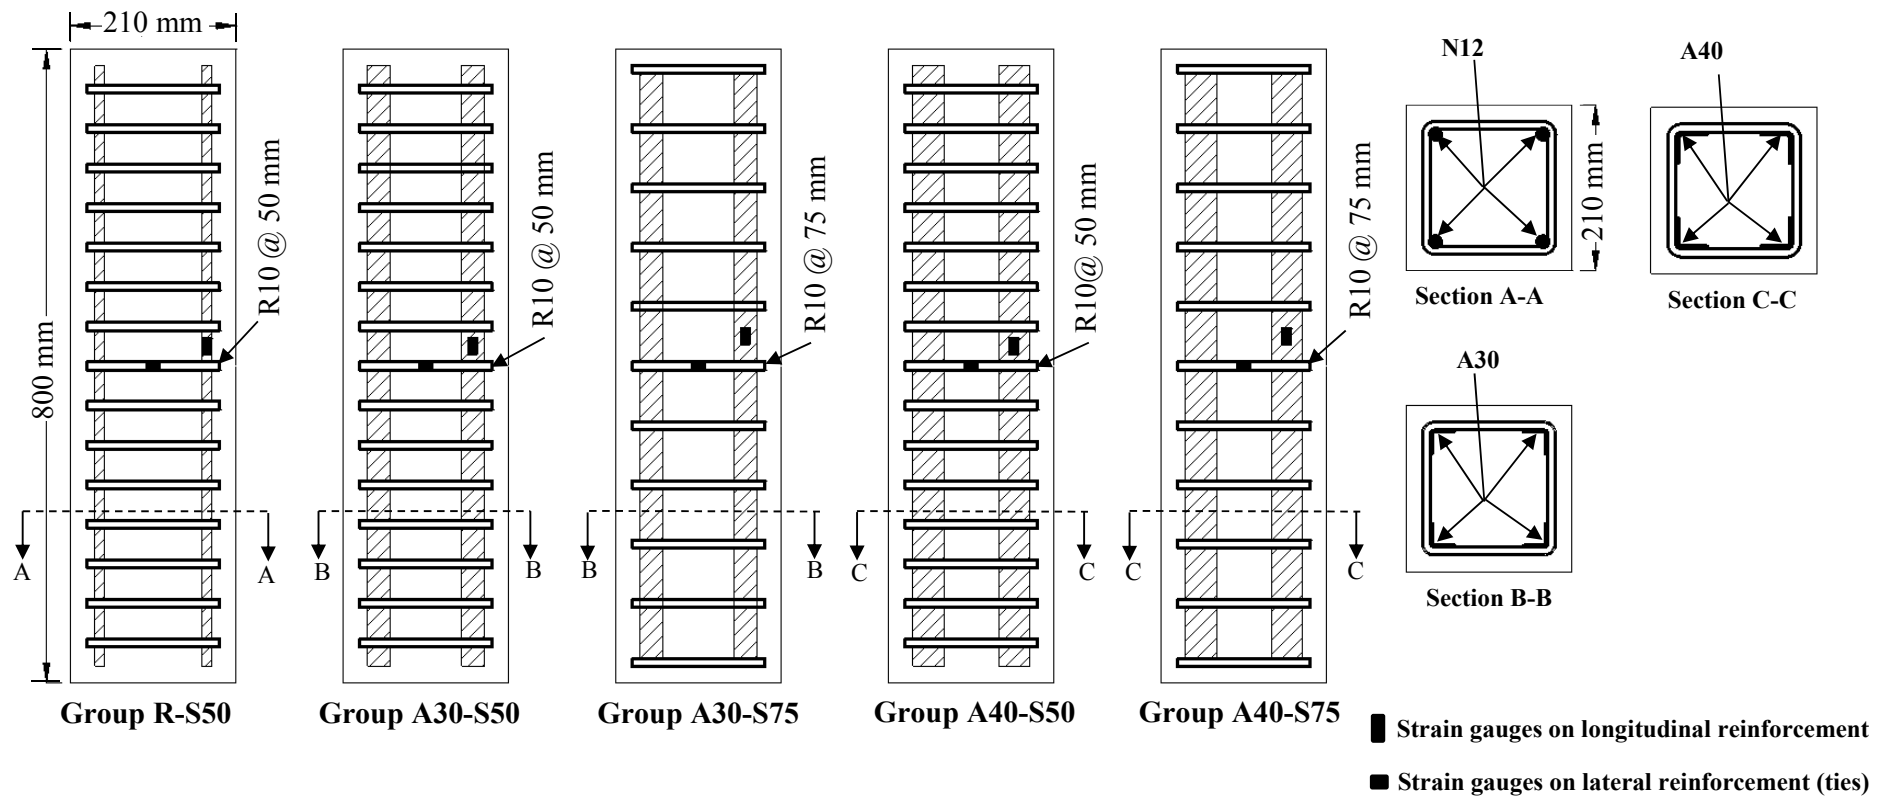 210 mm
800 mm
R10 @ 50 mm
A
A
Group R-S50
R10 @ 50 mm
B
B
Group A30-S50
R10 @ 75 mm
B
B
Group A30-S75
R10@ 50 mm
C
C
Group A40-S50
R10 @ 75 mm
C
C
Group A40-S75
N12
210 mm
Section A-A
A40
Section C-C
A30
Section B-B
Strain gauges on longitudinal reinforcement
Strain gauges on lateral reinforcement (ties)